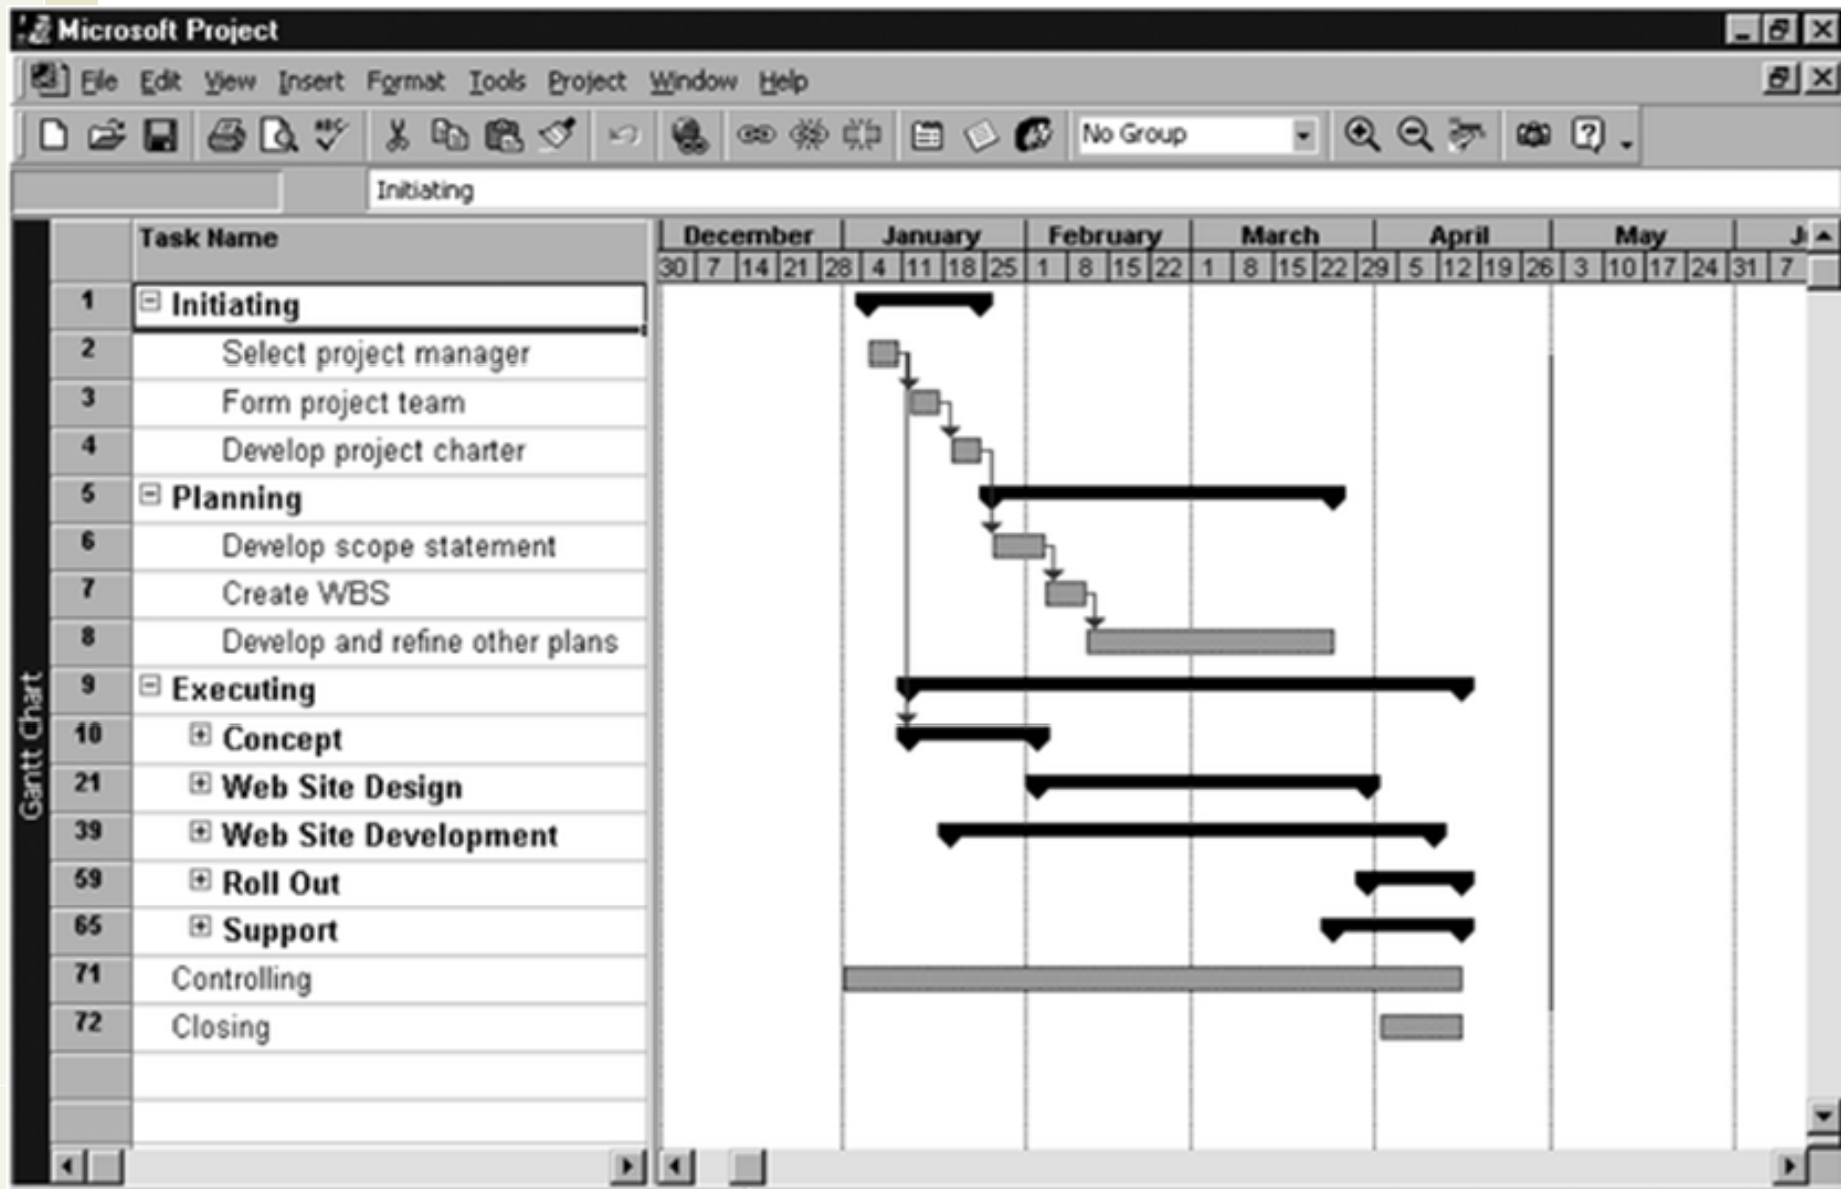 Microsoft Project
File Edit View Insert Format Tools Project Window Help
ABC No Group ?
Initiating
Task Name December January February March April May
30 7 14 21 28 4 11 18 25 1 8 15 22 1 8 15 22 29 5 12 19 26 3 10 17 24 31 7
1 Initiating
2 Select project manager
3 Form project team
4 Develop project charter
5 Planning
6 Develop scope statement
7 Create WBS
8 Develop and refine other plans
9 Executing
10 Concept
21 Web Site Design
39 Web Site Development
59 Roll Out
65 Support
71 Controlling
72 Closing
Gantt Chart